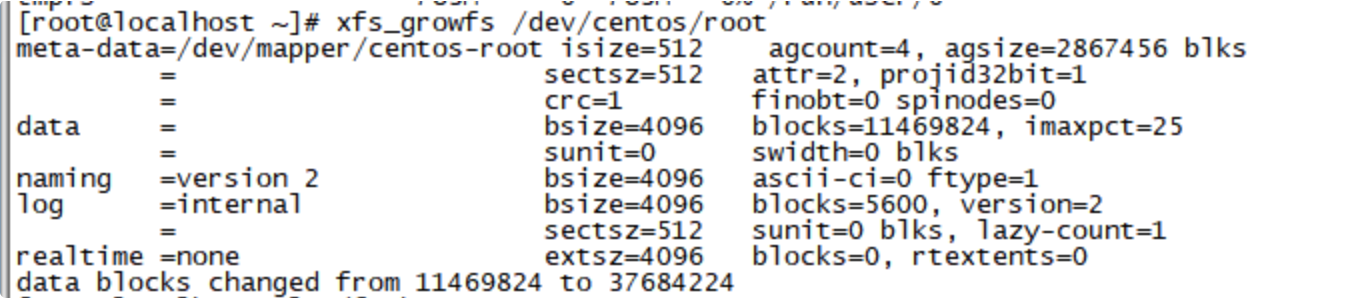 [root@localhost ~]# xfs_growfs /dev/centos/root
meta-data=/dev/mapper/centos-root isize=512    agcount=4, agsize=2867456 blks
         =                       sectsz=512   attr=2, projid32bit=1
         =                       crc=1        finobt=0 spinodes=0
data     =                       bsize=4096   blocks=11469824, imaxpct=25
         =                       sunit=0      swidth=0 blks
naming   =version 2              bsize=4096   ascii-ci=0 ftype=1
log      =internal               bsize=4096   blocks=5600, version=2
         =                       sectsz=512   sunit=0 blks, lazy-count=1
realtime =none                   extsz=4096   blocks=0, rtextents=0
data blocks changed from 11469824 to 37684224